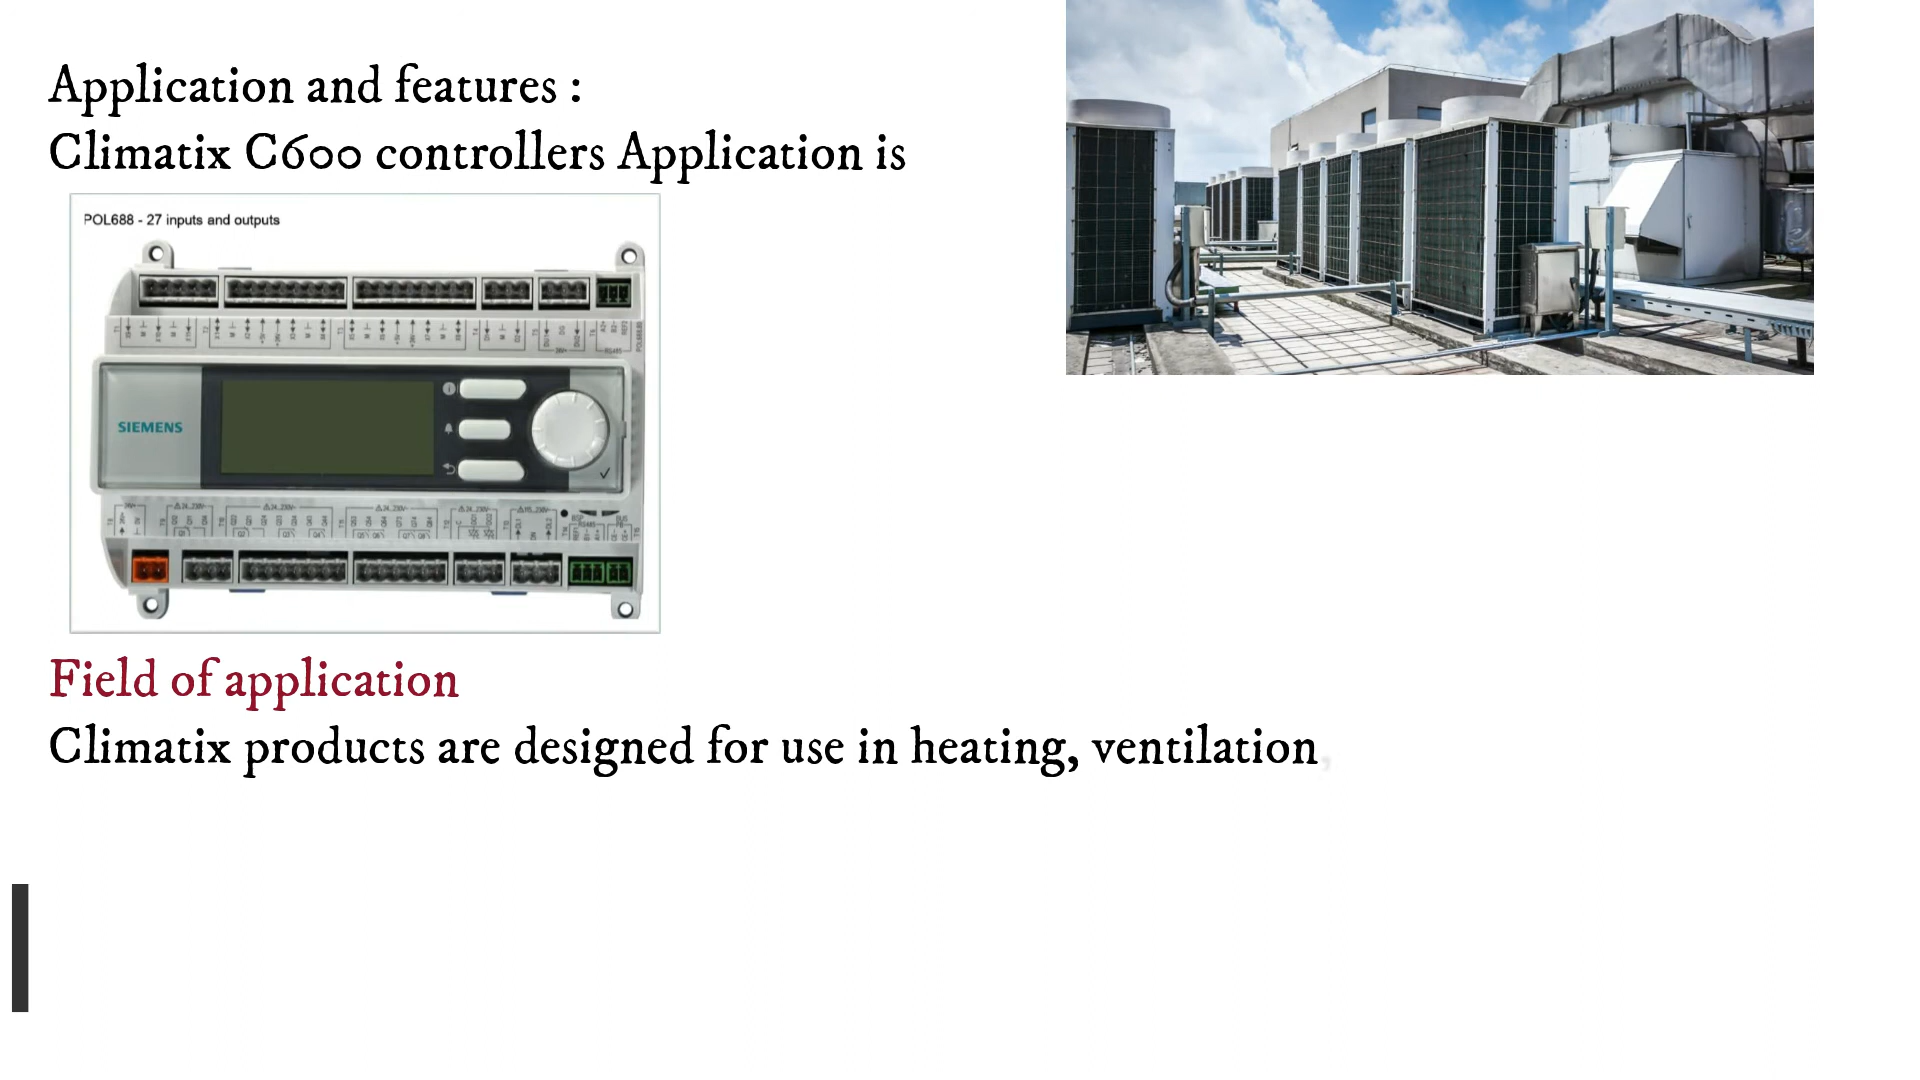 Application and features :
Climatix C600 controllers Application is
POL688 - 27 inputs and outputs
SIEMENS
Field of application
Climatix products are designed for use in heating, ventilation,